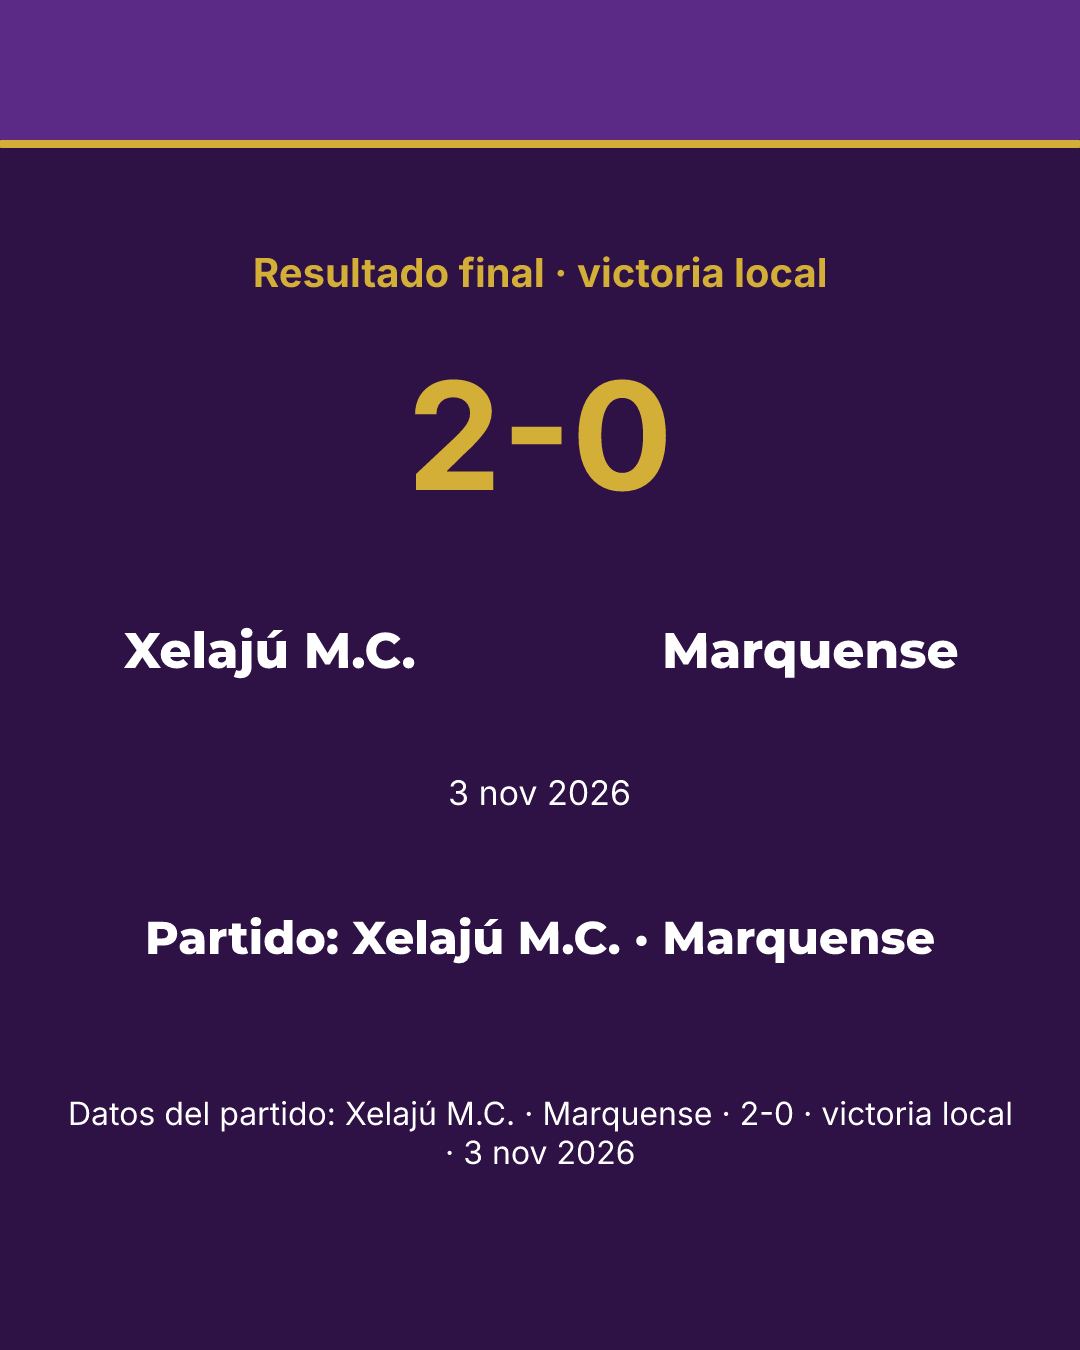 Resultado final · victoria local
2-0
Xelajú M.C.
Marquense
3 nov 2026
Partido: Xelajú M.C. · Marquense
Datos del partido: Xelajú M.C. · Marquense · 2-0 · victoria local
· 3 nov 2026